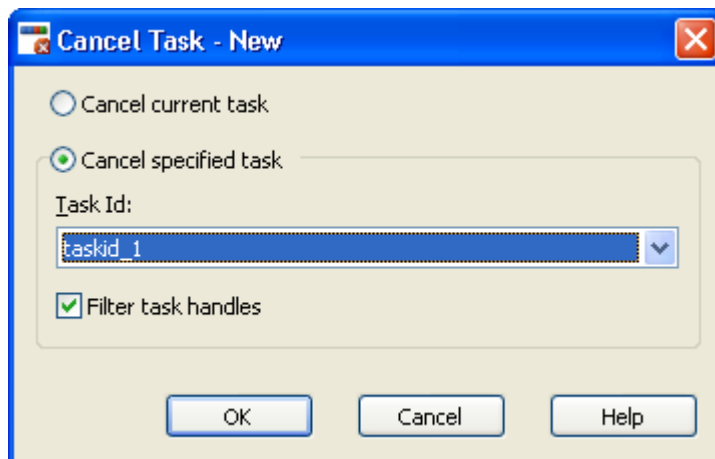 Cancel Task - New
Cancel current task
Cancel specified task
Task Id:
taskid_1
Filter task handles
OK Cancel Help